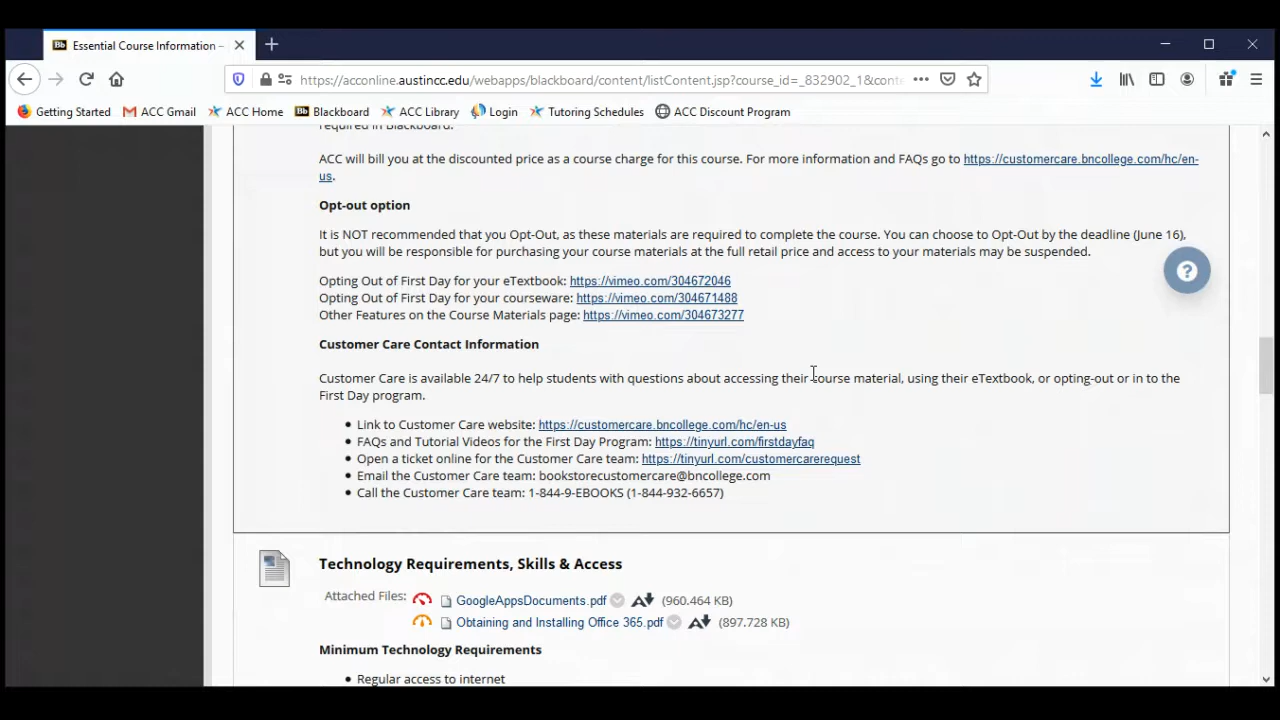 Essential Course Information –
https://acconline.austincc.edu/webapps/blackboard/content/listContent.jsp?course_id=_832902_1&cont
Getting Started ACC Gmail ACC Home Bb Blackboard ACC Library Login Tutoring Schedules ACC Discount Program
required in Blackboard.
ACC will bill you at the discounted price as a course charge for this course. For more information and FAQs go to https://customercare.bncollege.com/hc/en-
us.
Opt-out option
It is NOT recommended that you Opt-Out, as these materials are required to complete the course. You can choose to Opt-Out by the deadline (June 16),
but you will be responsible for purchasing your course materials at the full retail price and access to your materials may be suspended.
Opting Out of First Day for your eTextbook: https://vimeo.com/304672046
Opting Out of First Day for your courseware: https://vimeo.com/304671488
Other Features on the Course Materials page: https://vimeo.com/304673277
Customer Care Contact Information
Customer Care is available 24/7 to help students with questions about accessing their course material, using their eTextbook, or opting-out or in to the
First Day program.
• Link to Customer Care website: https://customercare.bncollege.com/hc/en-us
• FAQs and Tutorial Videos for the First Day Program: https://tinyurl.com/firstdayfaq
• Open a ticket online for the Customer Care team: https://tinyurl.com/customercarerequest
• Email the Customer Care team: bookstorecustomercare@bncollege.com
• Call the Customer Care team: 1-844-9-EBOOKS (1-844-932-6657)
Technology Requirements, Skills & Access
Attached Files: GoogleAppsDocuments.pdf (960.464 KB)
Obtaining and Installing Office 365.pdf (897.728 KB)
Minimum Technology Requirements
• Regular access to internet